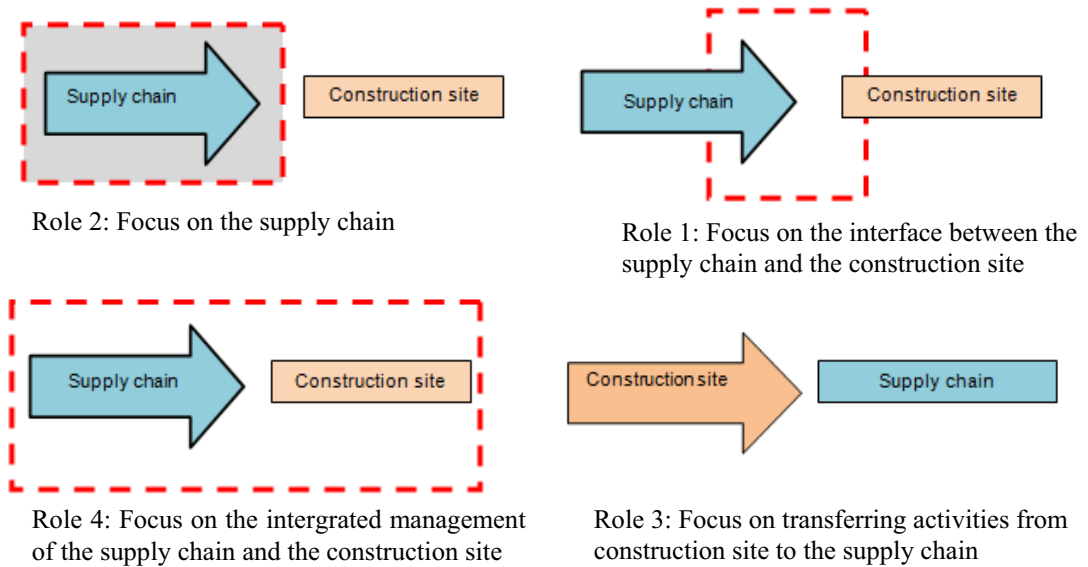 Supply chain
Construction site
Role 2: Focus on the supply chain
Supply chain
Construction site
Role 1: Focus on the interface between the
supply chain and the construction site
Supply chain
Construction site
Role 4: Focus on the intergrated management
of the supply chain and the construction site
Construction site
Supply chain
Role 3: Focus on transferring activities from
construction site to the supply chain